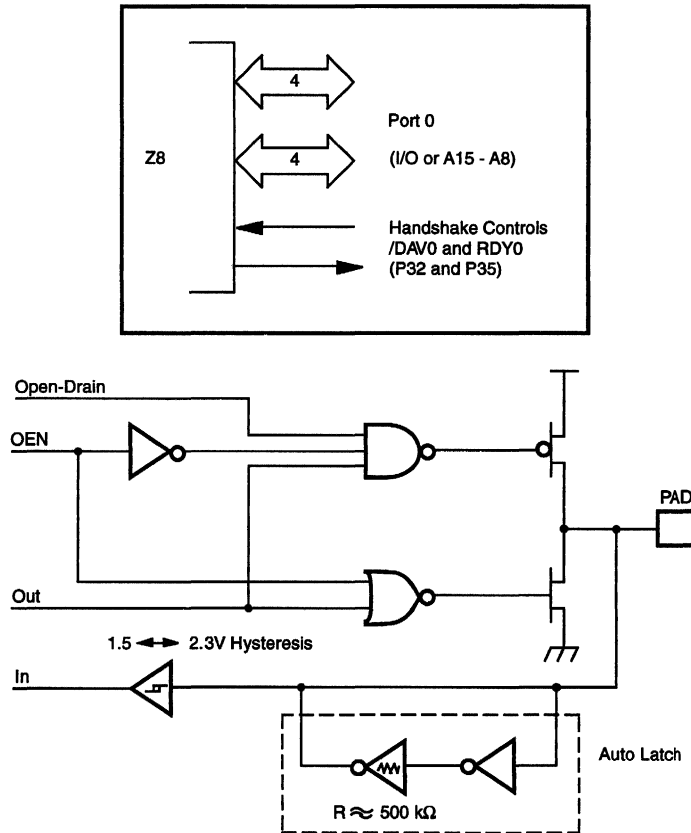 Z8
4
4
Port 0
(I/O or A15 - A8)
Handshake Controls
/DAV0 and RDY0
(P32 and P35)
Open-Drain
OEN
PAD
Out
1.5 ↔ 2.3V Hysteresis
In
Auto Latch
R ≈ 500 kΩ